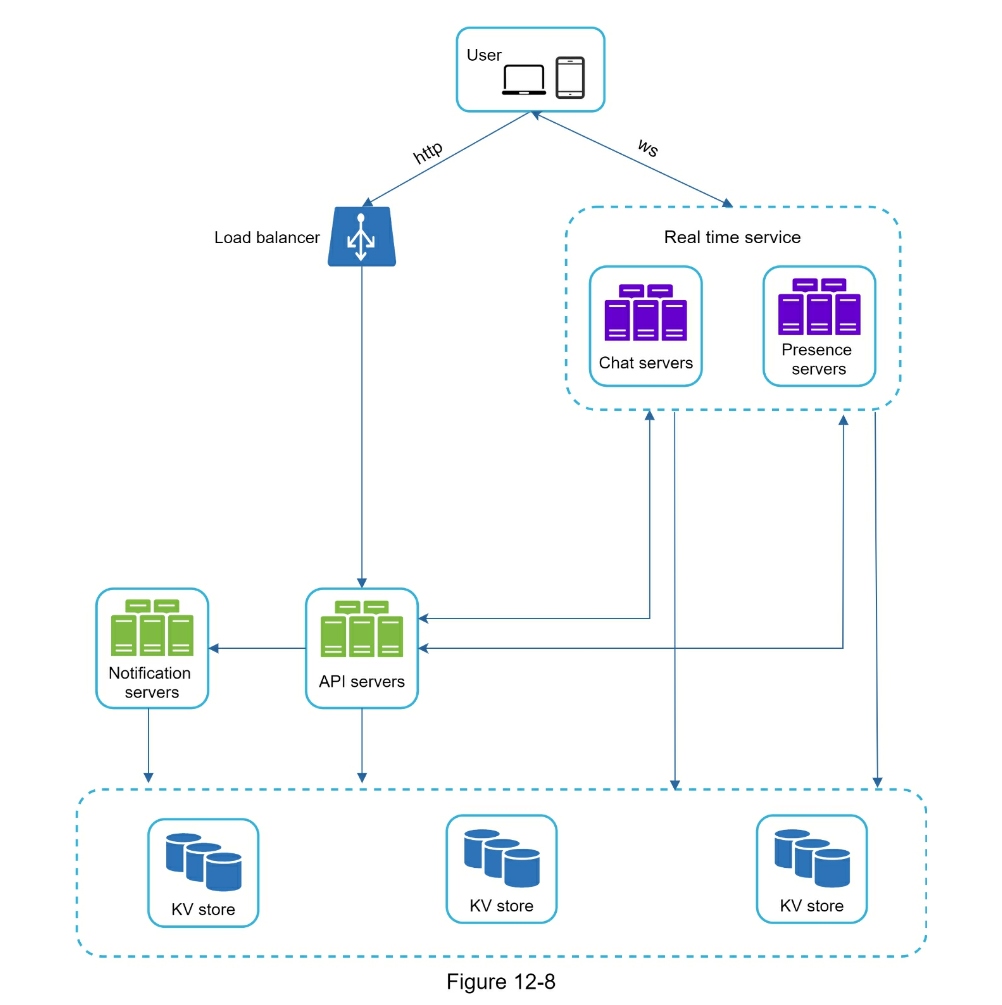 User
http
ws
Load balancer
Real time service
Chat servers
Presence
servers
Notification
servers
API servers
KV store
KV store
KV store
Figure 12-8